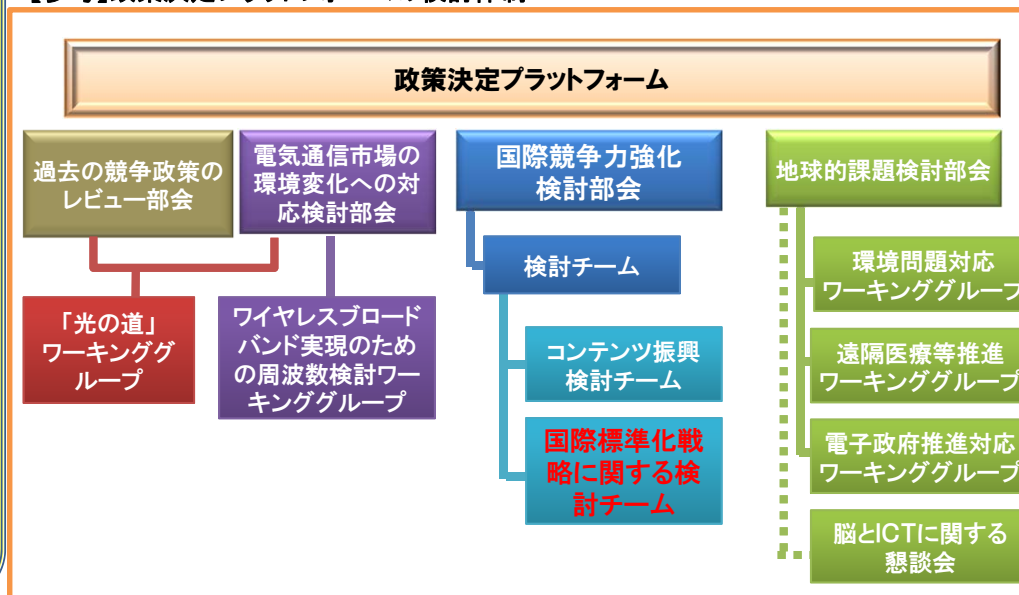 政策決定プラットフォーム
過去の競争政策の
レビュー部会
電気通信市場の
環境変化への対
応検討部会
国際競争力強化
検討部会
地球的課題検討部会
「光の道」
ワーキンググ
ループ
ワイヤレスブロード
バンド実現のため
の周波数検討ワー
キンググループ
検討チーム
コンテンツ振興
検討チーム
国際標準化戦
略に関する検
討チーム
環境問題対応
ワーキンググループ
遠隔医療等推進
ワーキンググループ
電子政府推進対応
ワーキンググループ
脳とICTに関する
懇談会